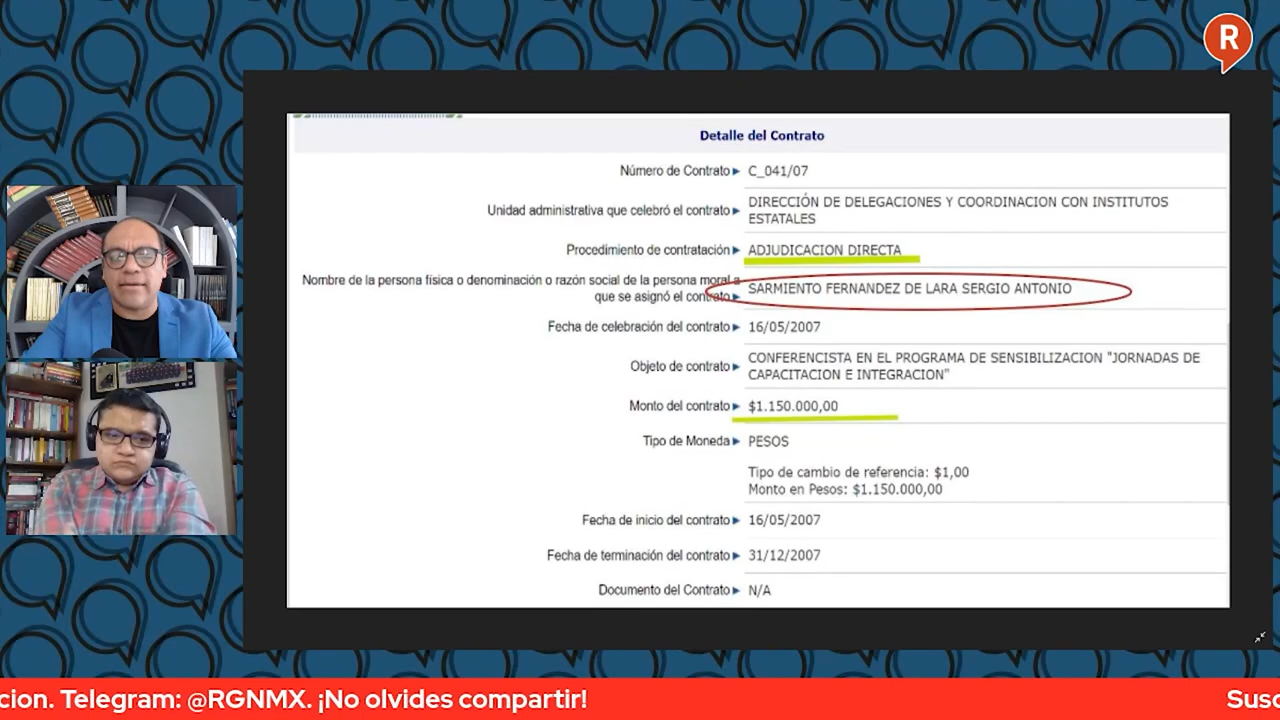 R
Detalle del Contrato
Número de Contrato C_041/07
Unidad administrativa que celebró el contrato DIRECCIÓN DE DELEGACIONES Y COORDINACION CON INSTITUTOS
ESTATALES
Procedimiento de contratación ADJUDICACION DIRECTA
Nombre de la persona física o denominación o razón social de la persona moral a
que se asignó el contrato SARMIENTO FERNANDEZ DE LARA SERGIO ANTONIO
Fecha de celebración del contrato 16/05/2007
Objeto de contrato CONFERENCISTA EN EL PROGRAMA DE SENSIBILIZACION "JORNADAS DE
CAPACITACION E INTEGRACION"
Monto del contrato $1.150.000,00
Tipo de Moneda PESOS
Tipo de cambio de referencia: $1,00
Monto en Pesos: $1.150.000,00
Fecha de inicio del contrato 16/05/2007
Fecha de terminación del contrato 31/12/2007
Documento del Contrato N/A
cion. Telegram: @RGNMX. ¡No olvides compartir! Susc